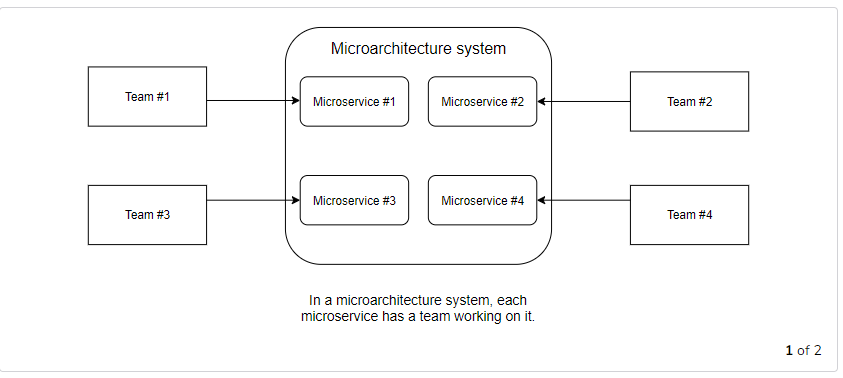 Microarchitecture system
Team #1
Microservice #1
Microservice #2
Team #2
Team #3
Microservice #3
Microservice #4
Team #4
In a microarchitecture system, each
microservice has a team working on it.
1 of 2